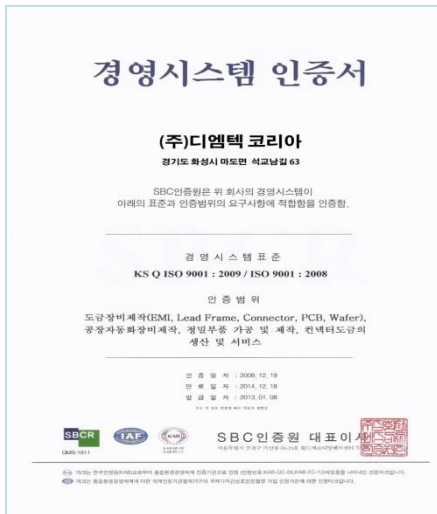 경영시스템 인증서
(주)디엠텍 코리아
경기도 화성시 마도면 석교남길 63
SBC인증원은 위 회사의 경영시스템이
아래의 표준과 인증범위의 요구사항에 적합함을 인증함.
경 영 시 스 템 표 준
KS Q ISO 9001 : 2009 / ISO 9001 : 2008
인 증 범 위
도금장비제작(EMI, Lead Frame, Connector, PCB, Wafer),
공장자동화장비제작, 정밀부품 가공 및 제작, 컨넥터도금의
생산 및 서비스
인 증 일 자 : 2008. 12. 19
만 료 일 자 : 2014. 12. 18
발 급 일 자 : 2013. 01. 08
SBCR
IAF
KAB
SBC인증원 대표이사
QMS-1811